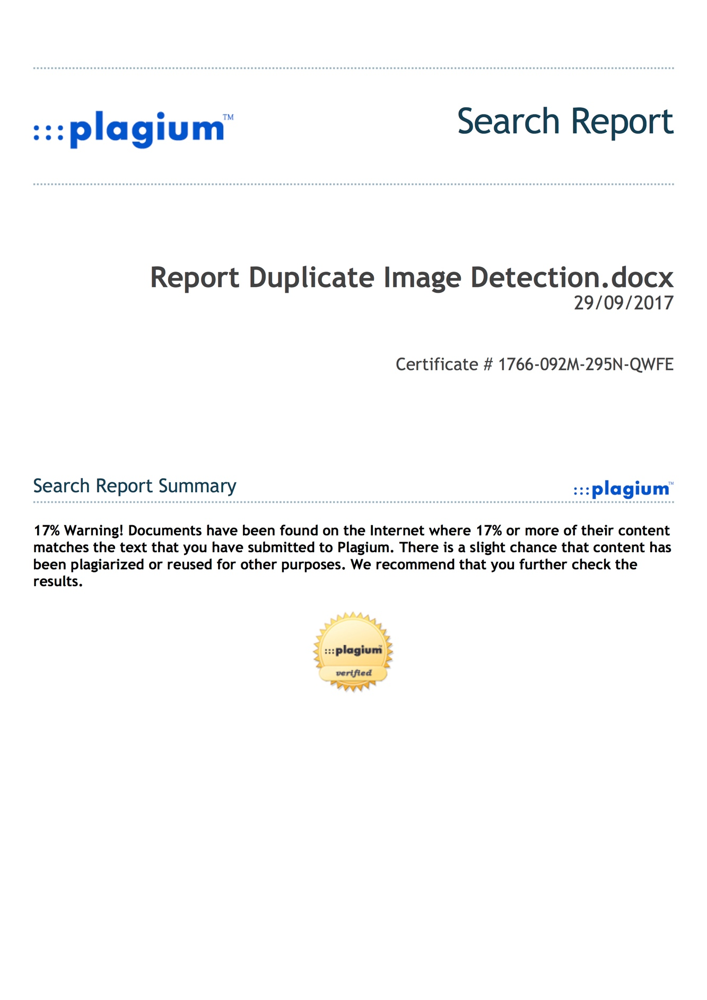 :::plagium™
Search Report
Report Duplicate Image Detection.docx
29/09/2017
Certificate # 1766-092M-295N-QWFE
Search Report Summary
:::plagium™
17% Warning! Documents have been found on the Internet where 17% or more of their content
matches the text that you have submitted to Plagium. There is a slight chance that content has
been plagiarized or reused for other purposes. We recommend that you further check the
results.
:::plagium™
verified